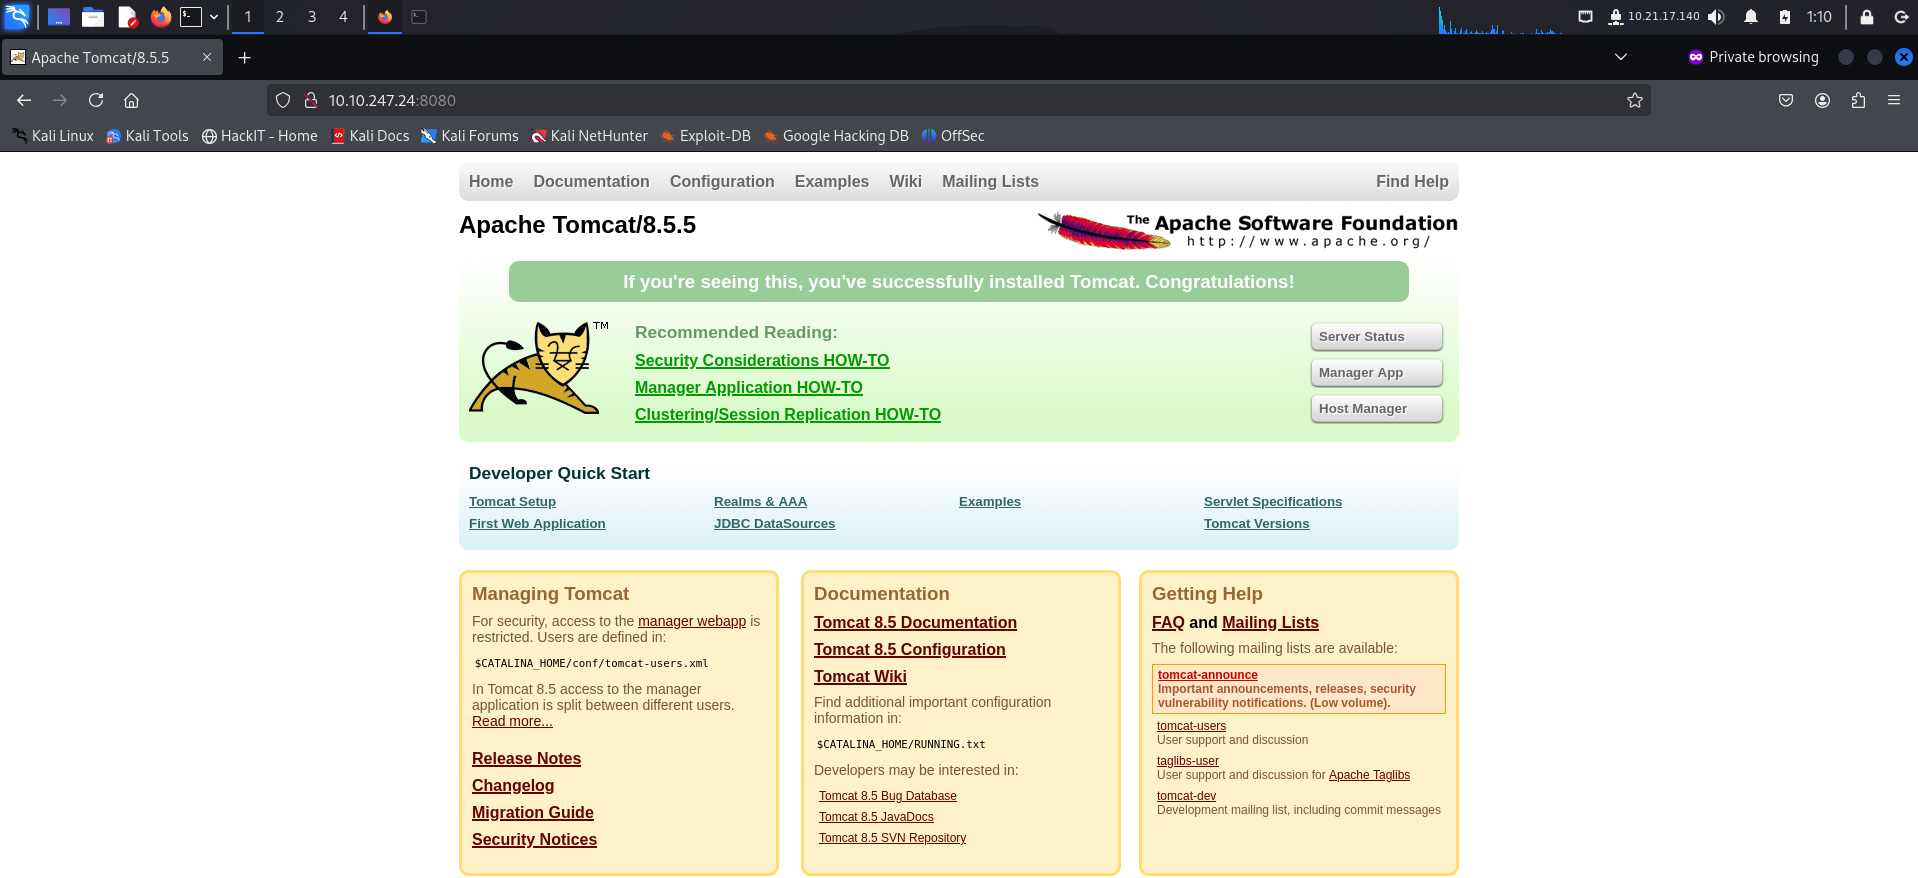 1 2 3 4 10.21.17.140 1:10
Apache Tomcat/8.5.5
Private browsing
10.10.247.24:8080
Kali Linux Kali Tools HackIT - Home Kali Docs Kali Forums Kali NetHunter Exploit-DB Google Hacking DB OffSec
Home Documentation Configuration Examples Wiki Mailing Lists Find Help
Apache Tomcat/8.5.5
The Apache Software Foundation
http://www.apache.org/
If you're seeing this, you've successfully installed Tomcat. Congratulations!
TM
Recommended Reading:
Security Considerations HOW-TO
Manager Application HOW-TO
Clustering/Session Replication HOW-TO
Server Status
Manager App
Host Manager
Developer Quick Start
Tomcat Setup
First Web Application
Realms & AAA
JDBC DataSources
Examples
Servlet Specifications
Tomcat Versions
Managing Tomcat
For security, access to the manager webapp is
restricted. Users are defined in:
$CATALINA_HOME/conf/tomcat-users.xml
In Tomcat 8.5 access to the manager
application is split between different users.
Read more...
Release Notes
Changelog
Migration Guide
Security Notices
Documentation
Tomcat 8.5 Documentation
Tomcat 8.5 Configuration
Tomcat Wiki
Find additional important configuration
information in:
$CATALINA_HOME/RUNNING.txt
Developers may be interested in:
Tomcat 8.5 Bug Database
Tomcat 8.5 JavaDocs
Tomcat 8.5 SVN Repository
Getting Help
FAQ and Mailing Lists
The following mailing lists are available:
tomcat-announce
Important announcements, releases, security
vulnerability notifications. (Low volume).
tomcat-users
User support and discussion
taglibs-user
User support and discussion for Apache Taglibs
tomcat-dev
Development mailing list, including commit messages